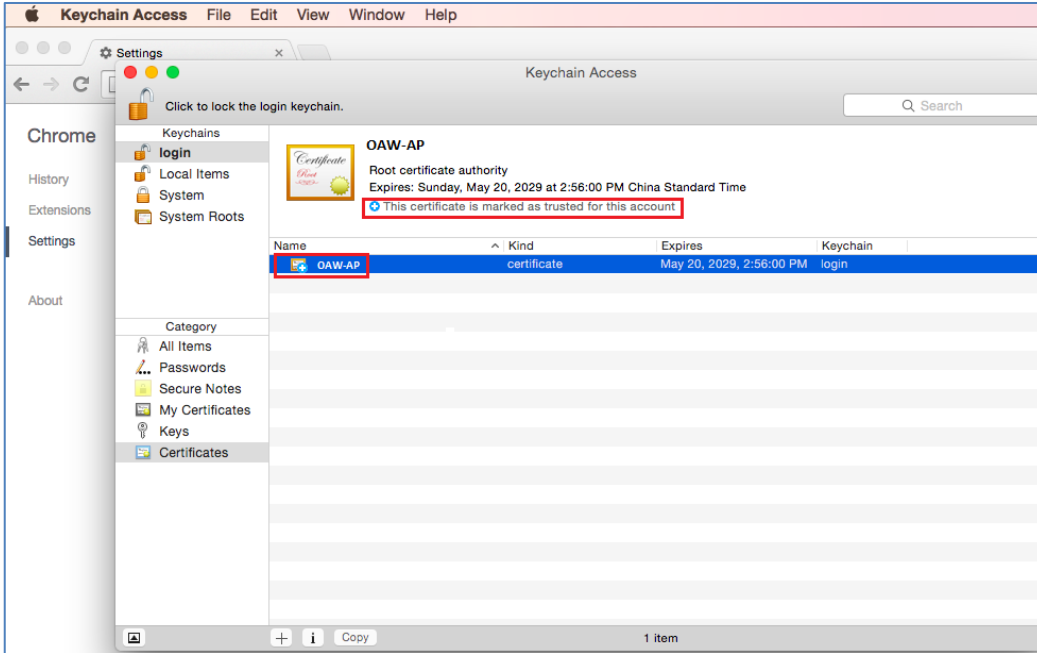 Keychain Access File Edit View Window Help
Settings
Keychain Access
Click to lock the login keychain.
Search
Chrome
History
Extensions
Settings
About
Keychains
login
Local Items
System
System Roots
Category
All Items
Passwords
Secure Notes
My Certificates
Keys
Certificates
Certificate
Root
OAW-AP
Root certificate authority
Expires: Sunday, May 20, 2029 at 2:56:00 PM China Standard Time
This certificate is marked as trusted for this account
Name Kind Expires Keychain
OAW-AP certificate May 20, 2029, 2:56:00 PM login
Copy
1 item